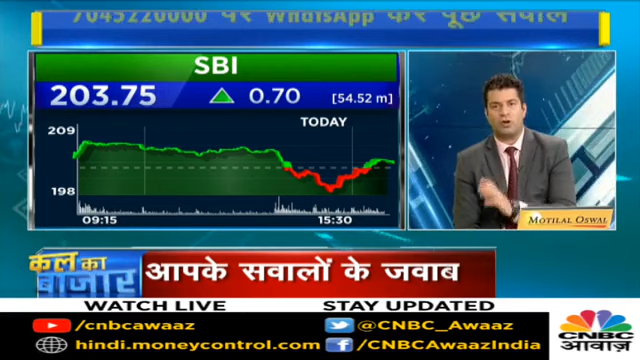 7045220000 पर WhatsApp कर पूछें सवाल
SBI
203.75 0.70 [54.52 m]
TODAY
209
198
09:15 15:30
MOTILAL OSWAL
कल का
बाज़ार
आपके सवालों के जवाब
WATCH LIVE STAY UPDATED
/cnbcawaaz @CNBC_Awaaz
hindi.moneycontrol.com /CNBCAwaazIndia
CNBC
आवाज़